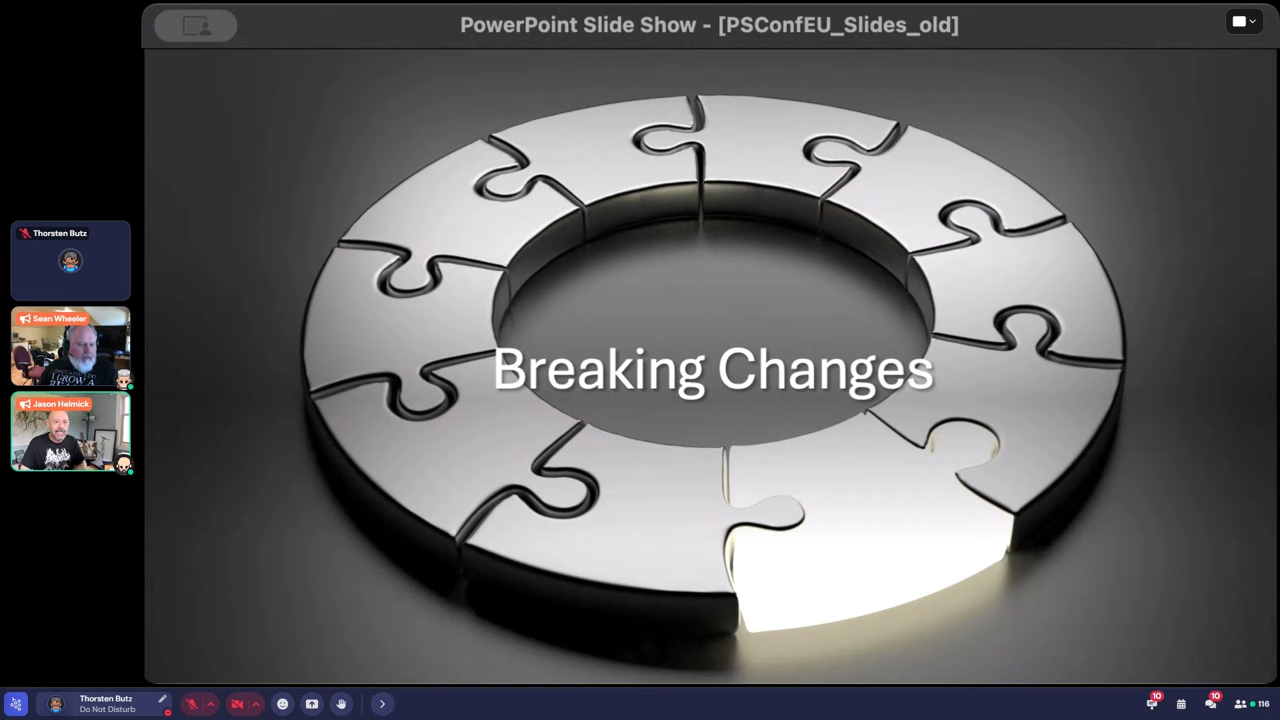 PowerPoint Slide Show - [PSConfEU_Slides_old]
Thorsten Butz
Sean Wheeler
Jason Helmick
Breaking Changes
Thorsten Butz
Do Not Disturb
10
10
116